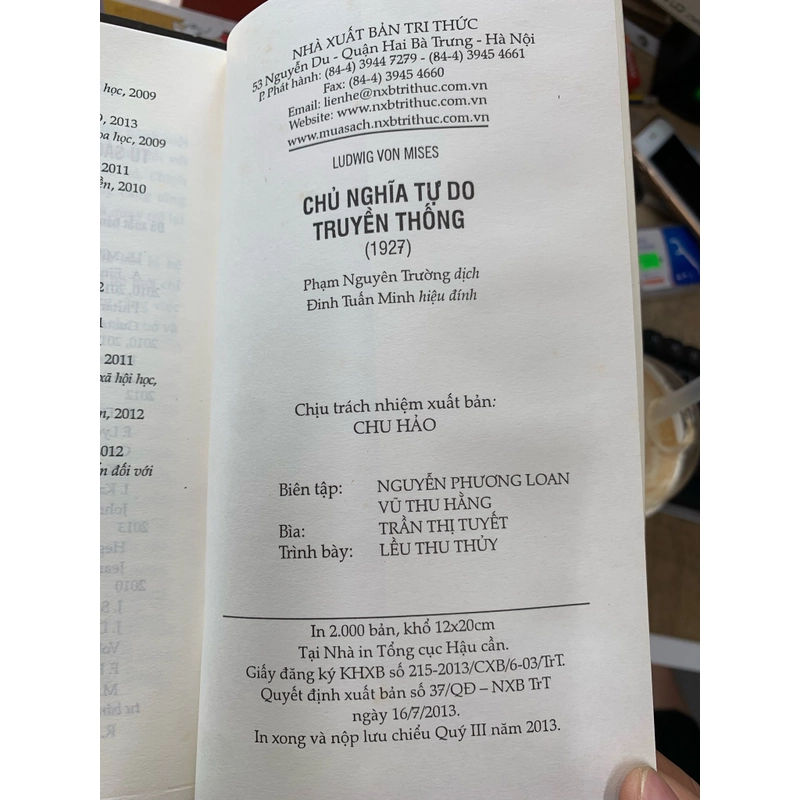 học, 2009
2013
oa học, 2009
2011
2010
2011
xã hội học,
2012
2012
đối với
NHÀ XUẤT BẢN TRI THỨC
53 Nguyễn Du - Quận Hai Bà Trưng - Hà Nội
P. Phát hành: (84-4) 3944 7279 - (84-4) 3945 4661
Fax: (84-4) 3945 4660
Email: lienhe@nxbtrithuc.com.vn
Website: www.nxbtrithuc.com.vn
www.muasach.nxbtrithuc.com.vn
LUDWIG VON MISES
CHỦ NGHĨA TỰ DO
TRUYỀN THỐNG
(1927)
Phạm Nguyên Trường dịch
Đinh Tuấn Minh hiệu đính
Chịu trách nhiệm xuất bản:
CHU HẢO
Biên tập: NGUYỄN PHƯƠNG LOAN
VŨ THU HẰNG
Bìa: TRẦN THỊ TUYẾT
Trình bày: LỀU THU THỦY
In 2.000 bản, khổ 12x20cm
Tại Nhà in Tổng cục Hậu cần.
Giấy đăng ký KHXB số 215-2013/CXB/6-03/TrT.
Quyết định xuất bản số 37/QĐ – NXB TrT
ngày 16/7/2013.
In xong và nộp lưu chiểu Quý III năm 2013.